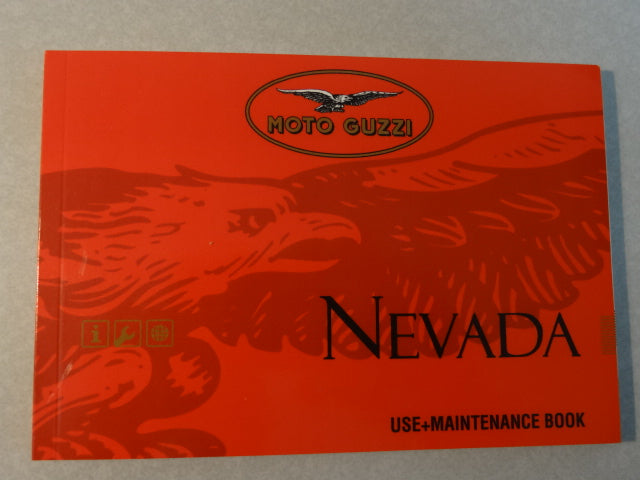 MOTO GUZZI
NEVADA
USE+MAINTENANCE BOOK